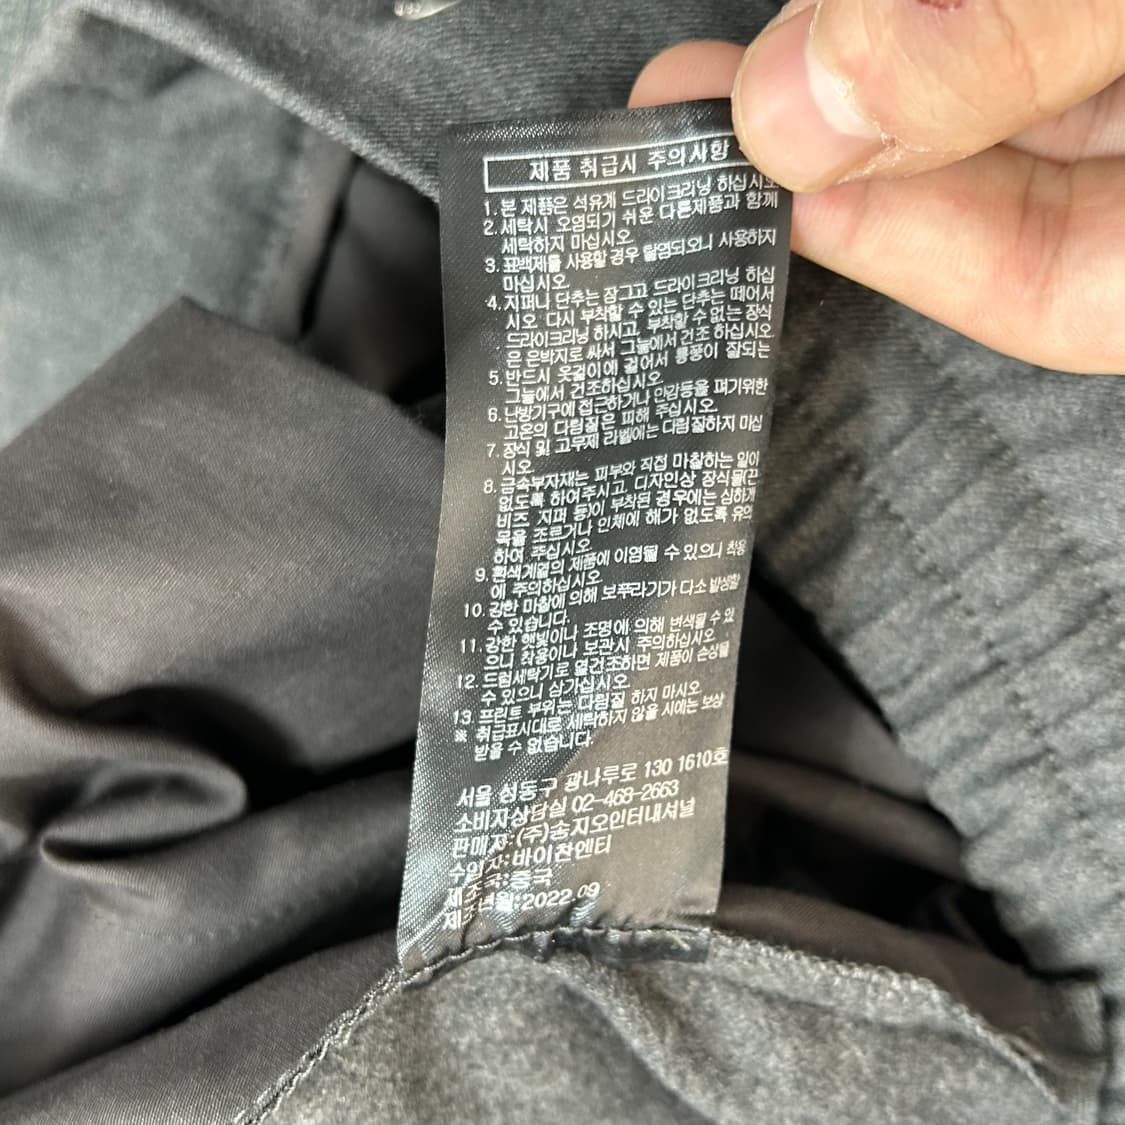 제품 취급시 주의사항
1. 본 제품은 석유계 드라이크리닝 하십시오
2. 세탁시 오염되기 쉬운 다른제품과 함께
세탁하지 마십시오.
3. 표백제를 사용할 경우 탈염되오니 사용하지
마십시오.
4. 지퍼나 단추는 잠그고 드라이크리닝 하십
시오. 다시 부착할 수 있는 단추는 떼어서
드라이크리닝 하시고, 부착할 수 없는 장식
은 은박지로 싸서 그늘에서 건조 하십시오.
5. 반드시 옷걸이에 걸어서 통풍이 잘되는
그늘에서 건조하십시오.
6. 난방기구에 접근하거나 안감등을 펴기위한
고온의 다림질은 피해 주십시오.
7. 장식 및 고무제 라벨에는 다림질하지 마십
시오.
8. 금속부자재는 피부와 직접 마찰하는 일이
없도록 하여주시고, 디자인상 장식물(끈
비즈 지퍼 등)이 부착된 경우에는 심하게
목을 조르거나 인체에 해가 없도록 유의
하여 주십시오.
9. 흰색계열의 제품에 이염될 수 있으니 착용
에 주의하십시오.
10. 강한 마찰에 의해 보푸라기가 다소 발생할
수 있습니다.
11. 강한 햇빛이나 조명에 의해 변색될 수 있
으니 착용이나 보관시 주의하십시오.
12. 드럼세탁기로 열건조하면 제품이 손상될
수 있으니 삼가십시오.
13. 프린트 부위는 다림질 하지 마시오
※ 취급표시대로 세탁하지 않을 시에는 보상
받을 수 없습니다.
서울 성동구 광나루로 130 1610호
소비자상담실 02-468-2663
판매자:(주)송지오인터내셔널
수입자:바이찬엔티
제조국:중국
제조년월:2022.09